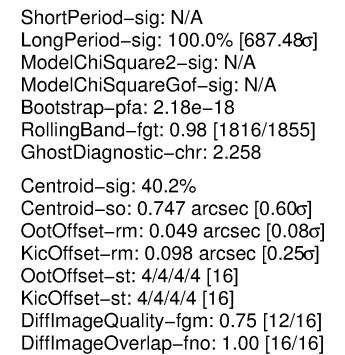 ShortPeriod−sig: N/A
LongPeriod−sig: 100.0% [687.48σ]
ModelChiSquare2−sig: N/A
ModelChiSquareGof−sig: N/A
Bootstrap−pfa: 2.18e−18
RollingBand−fgt: 0.98 [1816/1855]
GhostDiagnostic−chr: 2.258
Centroid−sig: 40.2%
Centroid−so: 0.747 arcsec [0.60σ]
OotOffset−rm: 0.049 arcsec [0.08σ]
KicOffset−rm: 0.098 arcsec [0.25σ]
OotOffset−st: 4/4/4/4 [16]
KicOffset−st: 4/4/4/4 [16]
DiffImageQuality−fgm: 0.75 [12/16]
DiffImageOverlap−fno: 1.00 [16/16]